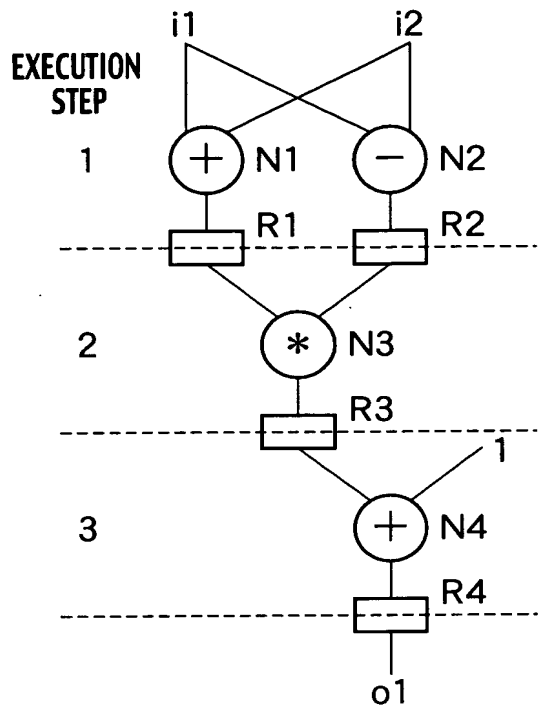 i1 i2
EXECUTION
STEP
1 + N1 − N2
R1 R2
2 * N3
R3
1
3 + N4
R4
o1